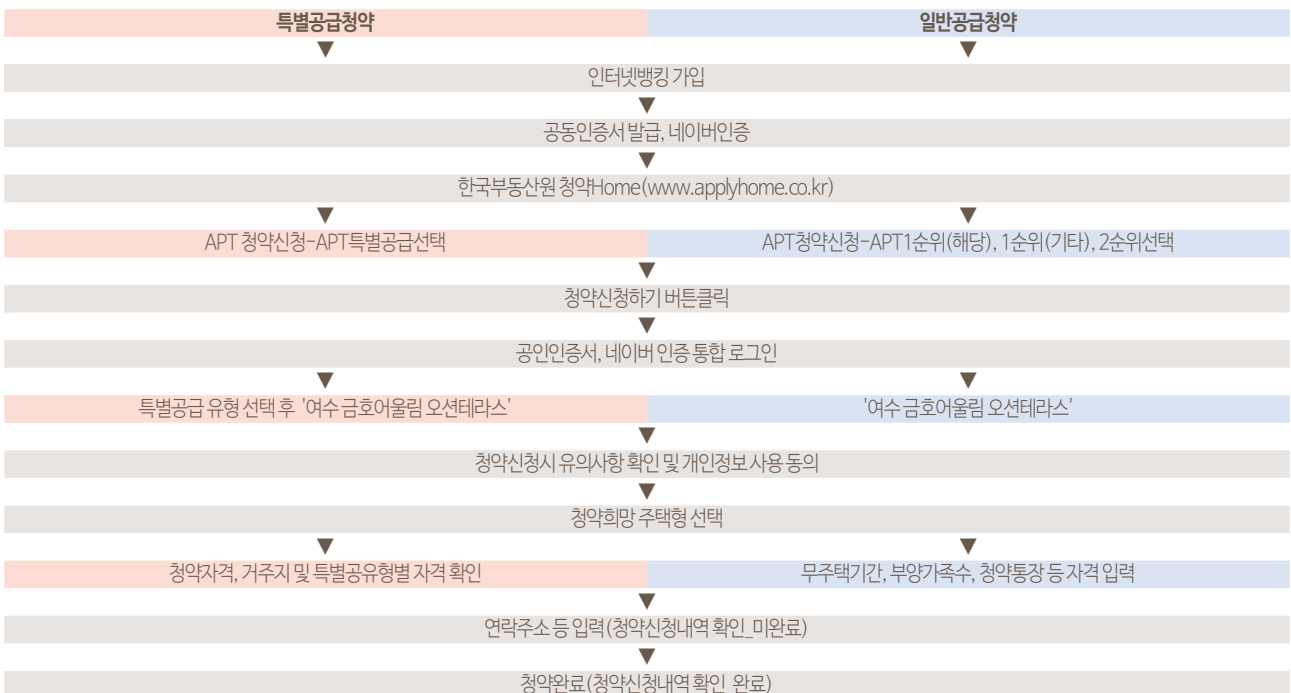 특별공급청약 일반공급청약
▼ ▼
인터넷뱅킹 가입
▼
공동인증서 발급, 네이버인증
▼
한국부동산원 청약Home(www.applyhome.co.kr)
▼ ▼
APT 청약신청-APT특별공급선택 APT청약신청-APT1순위(해당), 1순위(기타), 2순위선택
▼
청약신청하기 버튼클릭
▼
공인인증서, 네이버 인증 통합 로그인
▼ ▼
특별공급 유형 선택 후 '여수 금호어울림 오션테라스' '여수 금호어울림 오션테라스'
▼
청약신청시 유의사항 확인 및 개인정보 사용 동의
▼
청약희망 주택형 선택
▼ ▼
청약자격, 거주지 및 특별공유형별 자격 확인 무주택기간, 부양가족수, 청약통장 등 자격 입력
▼
연락주소 등 입력(청약신청내역 확인_미완료)
▼
청약완료(청약신청내역 확인 완료)